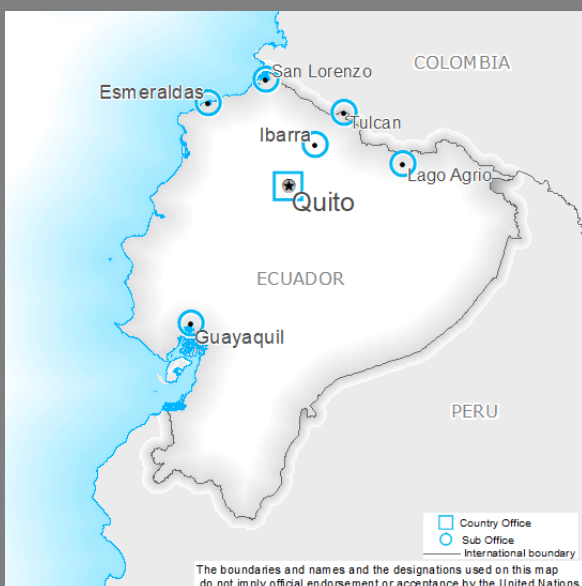 COLOMBIA
San Lorenzo
Esmeraldas
Tulcan
Ibarra
Lago Agrio
Quito
ECUADOR
Guayaquil
PERU
Country Office
Sub Office
International boundary
The boundaries and names and the designations used on this map
do not imply official endorsement or acceptance by the United Nations